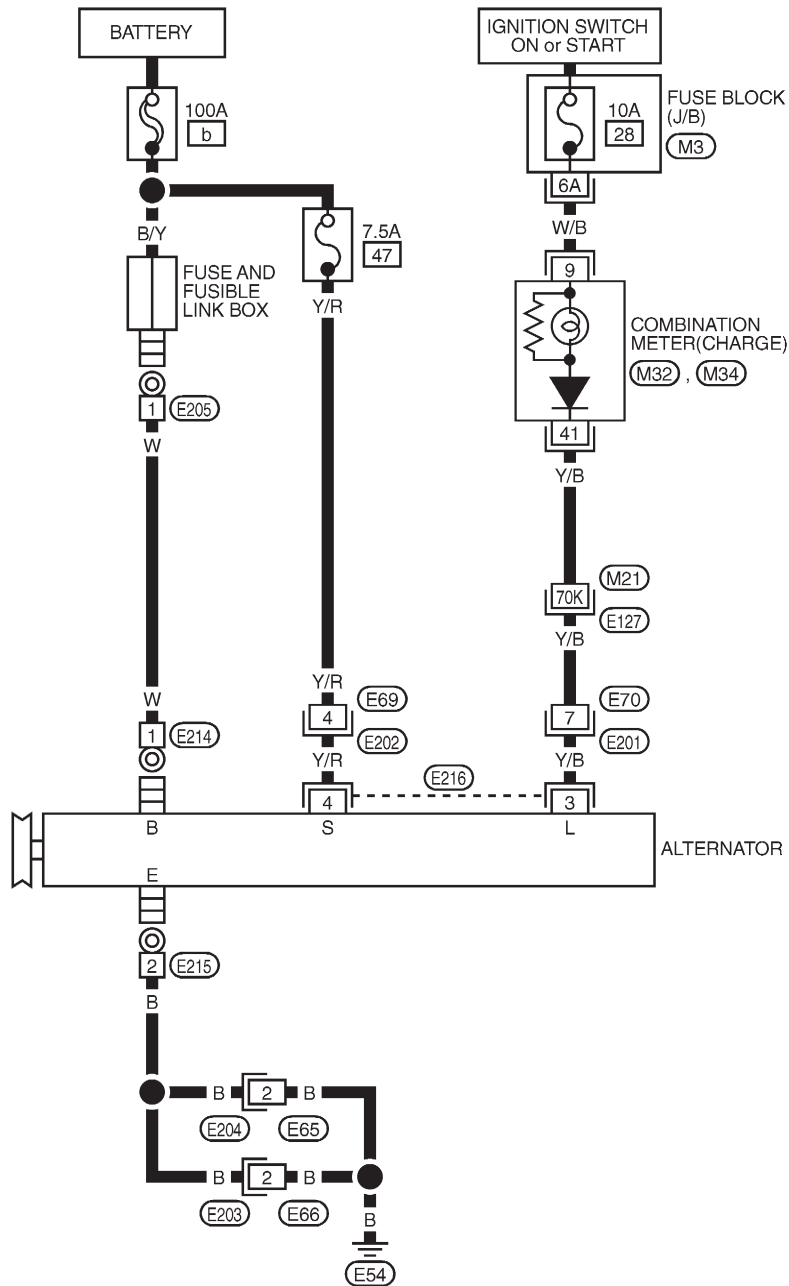 BATTERY
IGNITION SWITCH
ON or START
100A
b
10A
28
FUSE BLOCK
(J/B)
M3
6A
7.5A
47
B/Y
W/B
FUSE AND
FUSIBLE
LINK BOX
Y/R
9
COMBINATION
METER(CHARGE)
M32 , M34
1
E205
41
W
Y/B
M21
70K
E127
Y/B
Y/R
W
E69
E70
4
7
1
E214
E202
E201
Y/R
Y/B
E216
4
3
B
S
L
ALTERNATOR
E
2
E215
B
B
2
B
E204
E65
B
2
B
E203
E66
B
E54